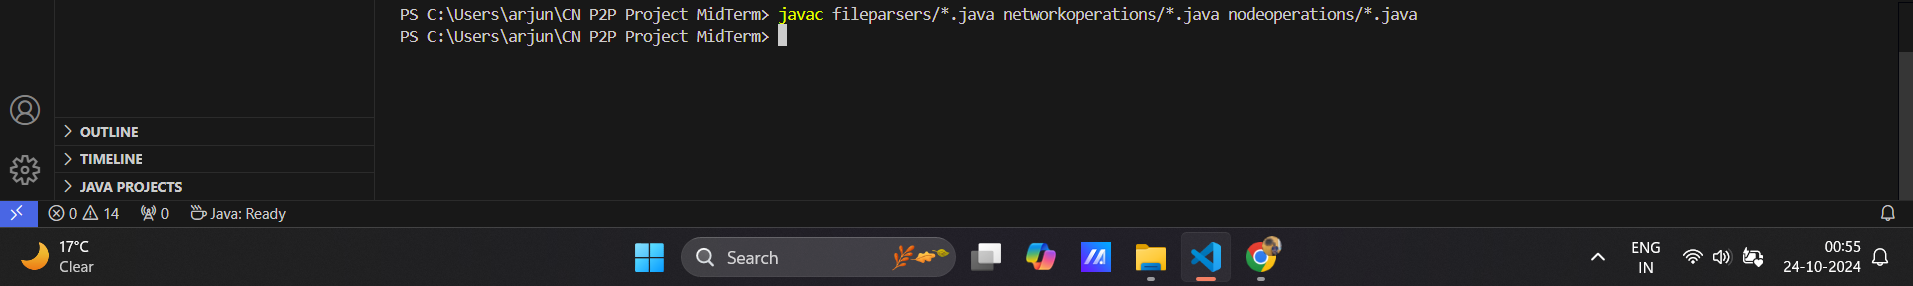 PS C:\Users\arjun\CN P2P Project MidTerm> javac fileparsers/*.java networkoperations/*.java nodeoperations/*.java
PS C:\Users\arjun\CN P2P Project MidTerm>
OUTLINE
TIMELINE
JAVA PROJECTS
0 14 0 Java: Ready
17°C
Clear
Search
ENG
IN
00:55
24-10-2024